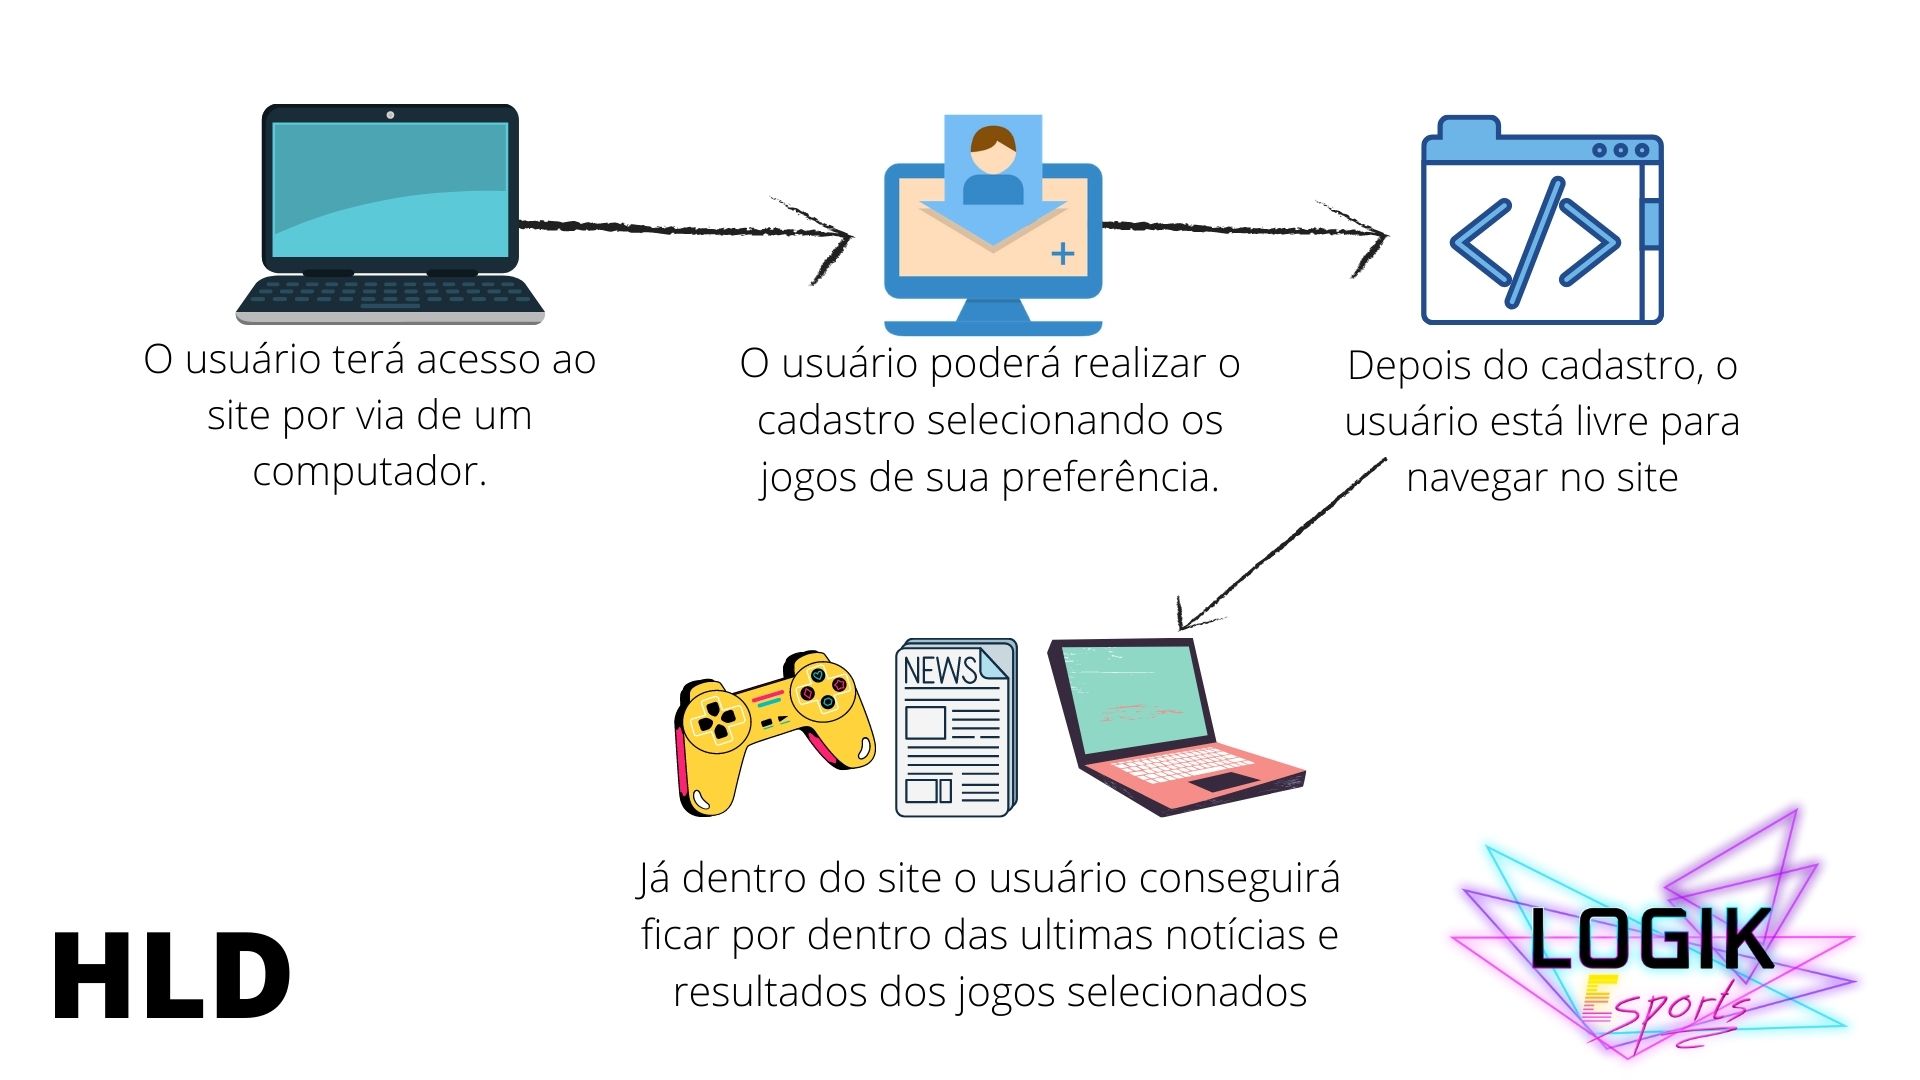 O usuário terá acesso ao
site por via de um
computador.
O usuário poderá realizar o
cadastro selecionando os
jogos de sua preferência.
Depois do cadastro, o
usuário está livre para
navegar no site
NEWS
Já dentro do site o usuário conseguirá
ficar por dentro das ultimas notícias e
resultados dos jogos selecionados
HLD
LOGIK
Esports